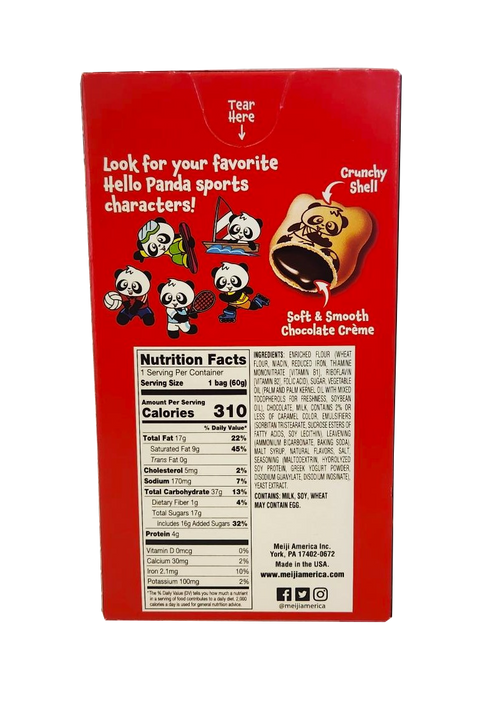 Tear
Here
Look for your favorite
Hello Panda sports
characters!
Crunchy
Shell
Soft & Smooth
Chocolate Crème
Nutrition Facts
1 Serving Per Container
Serving Size 1 bag (60g)
Amount Per Serving
Calories 310
% Daily Value*
Total Fat 17g 22%
Saturated Fat 9g 45%
Trans Fat 0g
Cholesterol 5mg 2%
Sodium 170mg 7%
Total Carbohydrate 37g 13%
Dietary Fiber 1g 4%
Total Sugars 17g
Includes 16g Added Sugars 32%
Protein 4g
Vitamin D 0mcg 0%
Calcium 30mg 2%
Iron 2.1mg 10%
Potassium 100mg 2%
*The % Daily Value (DV) tells you how much a nutrient
in a serving of food contributes to a daily diet. 2,000
calories a day is used for general nutrition advice.
INGREDIENTS: ENRICHED FLOUR (WHEAT
FLOUR, NIACIN, REDUCED IRON, THIAMINE
MONONITRATE [VITAMIN B1], RIBOFLAVIN
[VITAMIN B2], FOLIC ACID), SUGAR, VEGETABLE
OIL (PALM AND PALM KERNEL OIL WITH MIXED
TOCOPHEROLS FOR FRESHNESS, SOYBEAN
OIL), CHOCOLATE, MILK, CONTAINS 2% OR
LESS OF CARAMEL COLOR, EMULSIFIERS
(SORBITAN TRISTEARATE, SUCROSE ESTERS OF
FATTY ACIDS, SOY LECITHIN), LEAVENING
(AMMONIUM BICARBONATE, BAKING SODA),
MALT SYRUP, NATURAL FLAVORS, SALT,
SEASONING (MALTODEXTRIN, HYDROLYZED
SOY PROTEIN, GREEK YOGURT POWDER,
DISODIUM GUANYLATE, DISODIUM INOSINATE),
YEAST EXTRACT.
CONTAINS: MILK, SOY, WHEAT
MAY CONTAIN EGG.
Meiji America Inc.
York, PA 17402-0672
Made in the USA.
www.meijiamerica.com
@meijiamerica